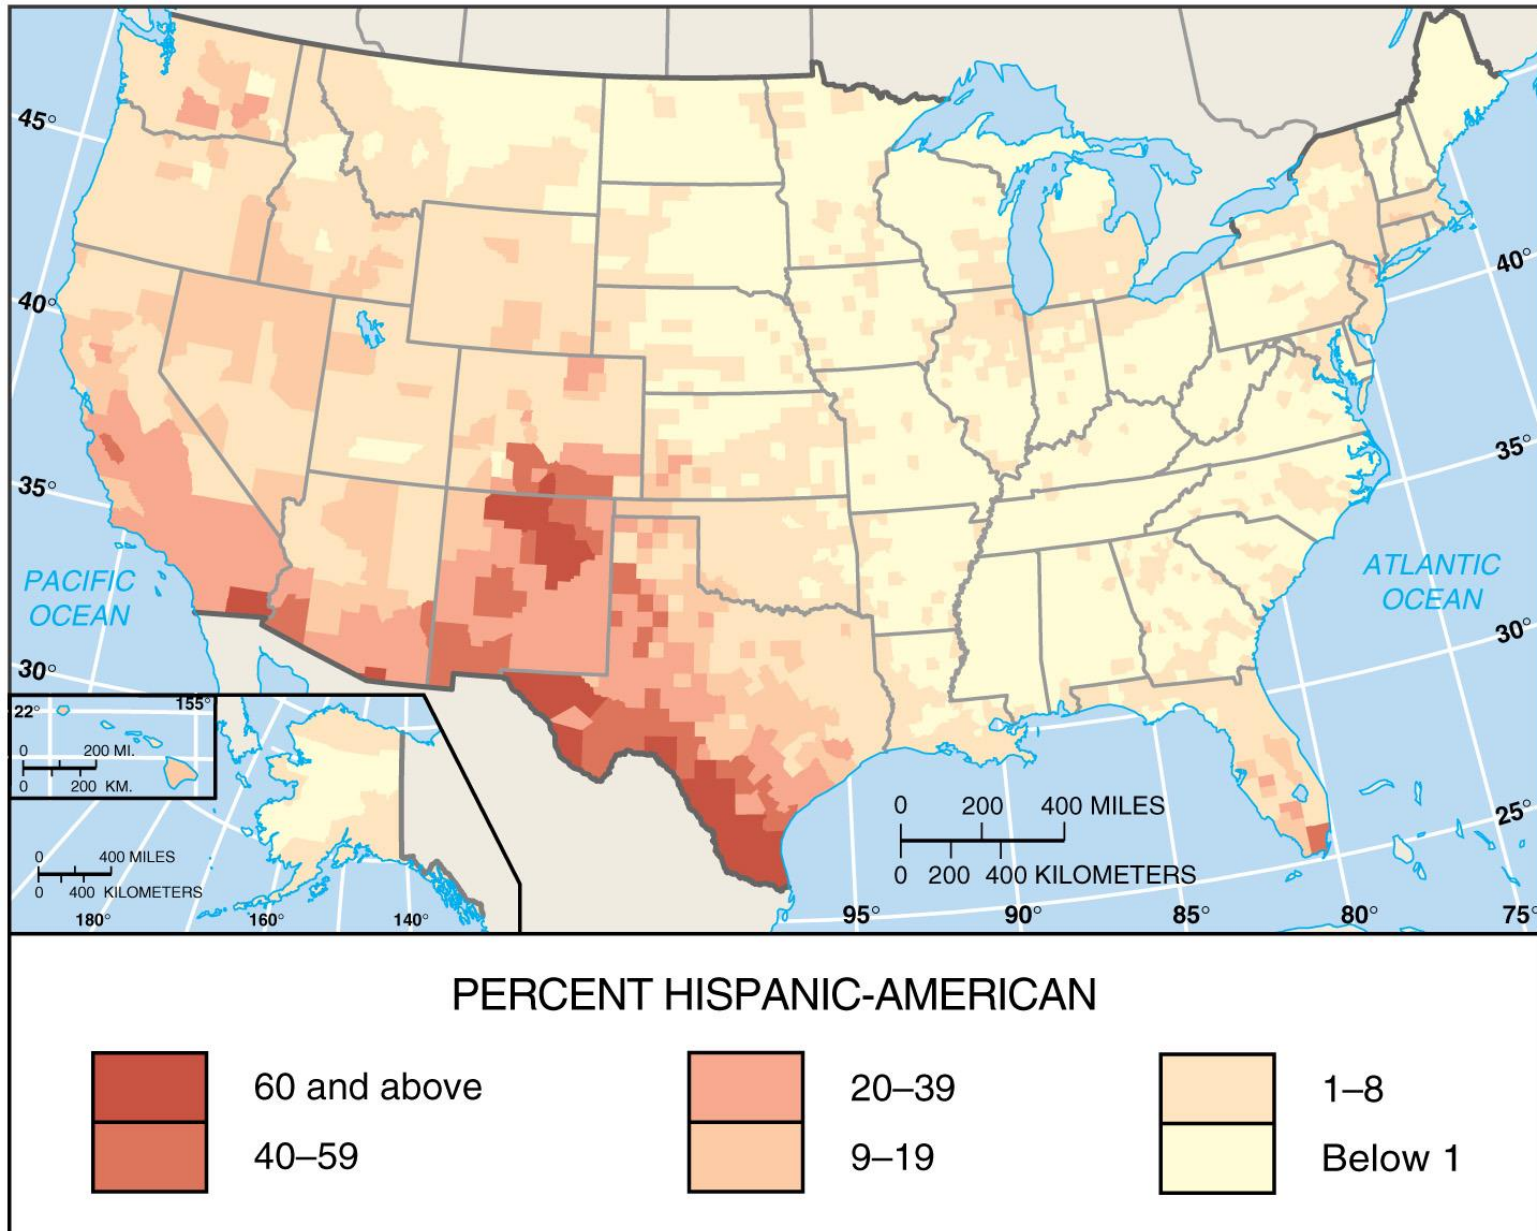 45°
40°
35°
30°
40°
35°
30°
25°
PACIFIC
OCEAN
ATLANTIC
OCEAN
155°
22°
0 200 MI.
0 200 KM.
0 400 MILES
0 400 KILOMETERS
180° 160° 140°
0 200 400 MILES
0 200 400 KILOMETERS
95° 90° 85° 80° 75°
PERCENT HISPANIC-AMERICAN
60 and above
40–59
20–39
9–19
1–8
Below 1